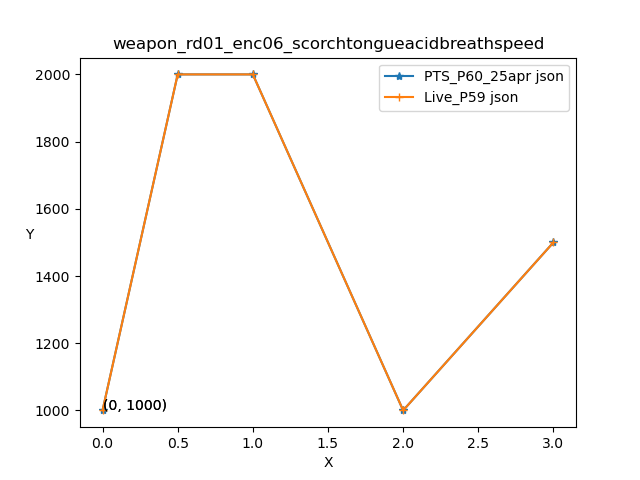 weapon_rd01_enc06_scorchtongueacidbreathspeed
PTS_P60_25apr json
Live_P59 json
2000
1800
1600
Y
1400
1200
1000
(0, 1000)
0.0 0.5 1.0 1.5 2.0 2.5 3.0
X